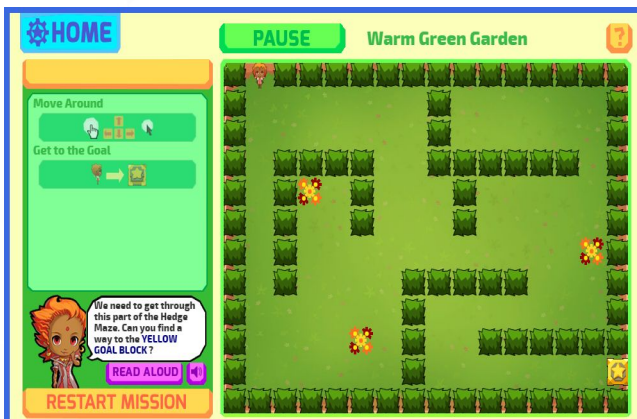 HOME
PAUSE
Warm Green Garden
?
Move Around
Get to the Goal
We need to get through
this part of the Hedge
Maze. Can you find a
way to the YELLOW
GOAL BLOCK?
READ ALOUD
RESTART MISSION